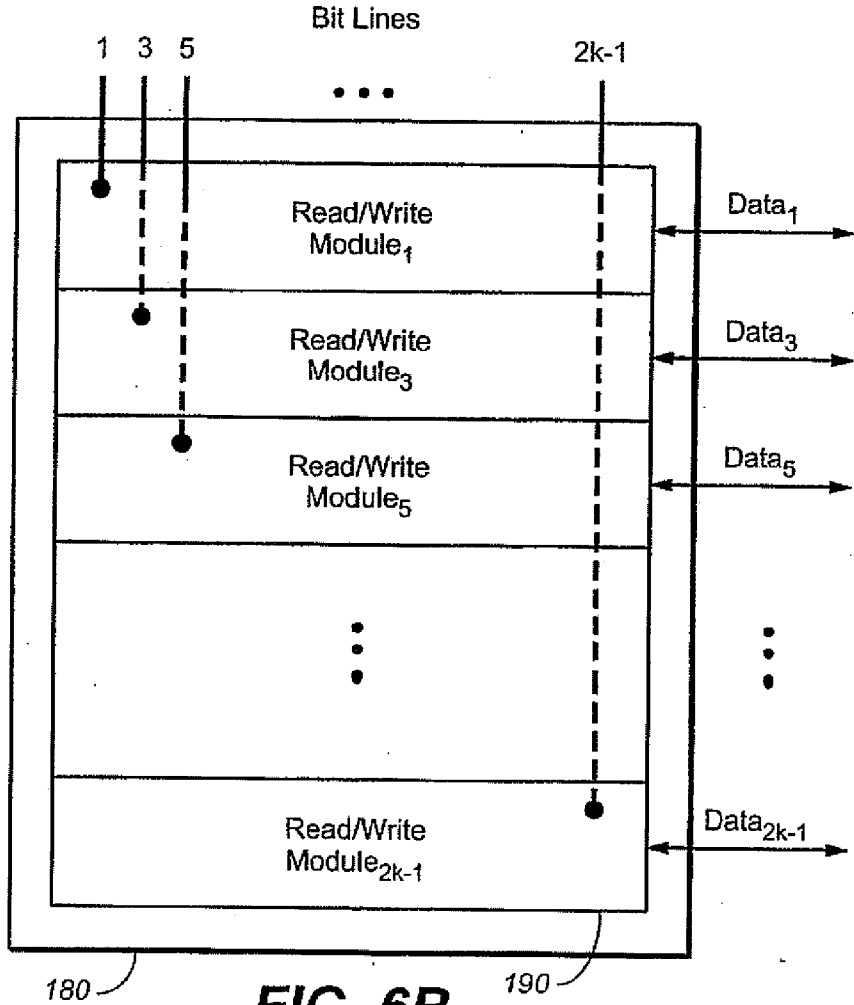 Bit Lines
1 3 5 2k-1
Read/Write
Module₁
Data₁
Read/Write
Module₃
Data₃
Read/Write
Module₅
Data₅
Read/Write
Module₂ₖ₋₁
Data₂ₖ₋₁
180
190
FIG. 6B